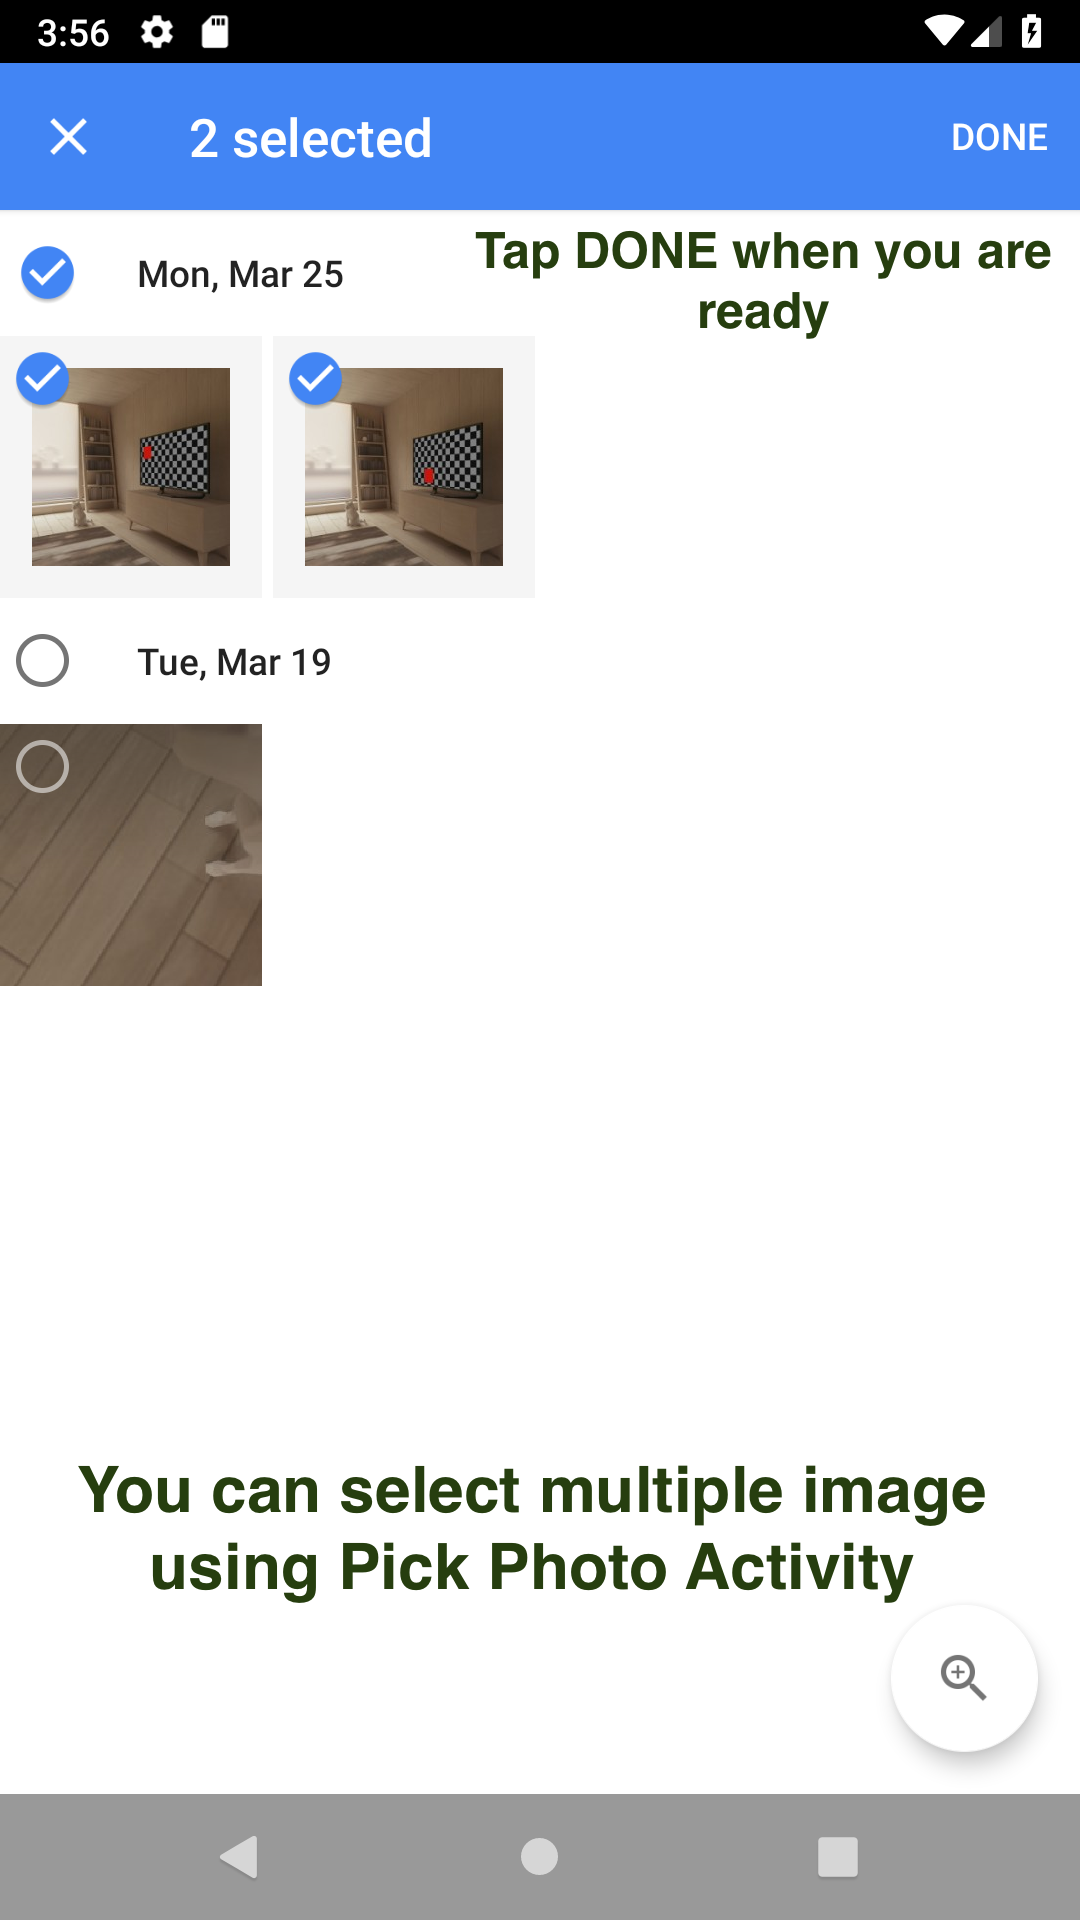 3:56
2 selected
DONE
Tap DONE when you are
ready
Mon, Mar 25
Tue, Mar 19
You can select multiple image
using Pick Photo Activity